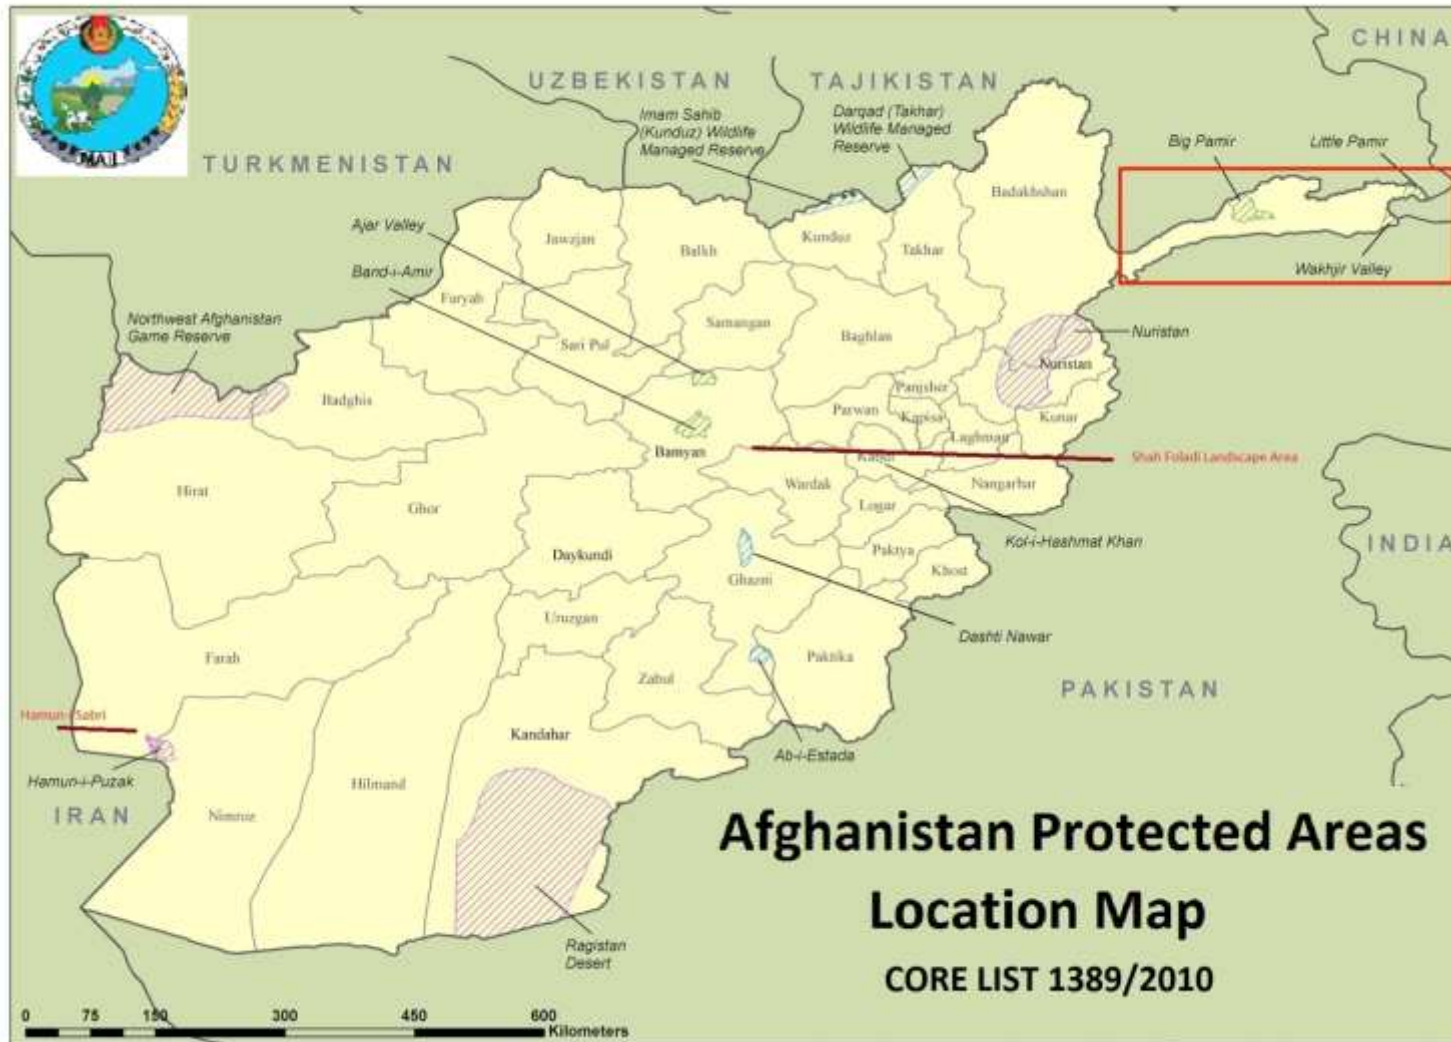 CHINA
UZBEKISTAN
TAJIKISTAN
TURKMENISTAN
MAIL
Imam Sahib
(Kunduz) Wildlife
Managed Reserve
Darqad (Takhar)
Wildlife Managed
Reserve
Big Pamir
Little Pamir
Wakhjir Valley
Badakhshan
Ajar Valley
Band-i-Amir
Jawzjan
Balkh
Kunduz
Takhar
Faryab
Samangan
Baghlan
Sari Pul
Northwest Afghanistan
Game Reserve
Nuristan
Nuristan
Badghis
Panjsher
Parwan
Kapisa
Kunar
Laghman
Bamyan
Kabul
Shah Foladi Landscape Area
Hirat
Ghor
Wardak
Nangarhar
Logar
Kol-i-Hashmat Khan
INDIA
Daykundi
Ghazni
Paktya
Khost
Uruzgan
Dashti Nawar
Farah
Zabul
Paktika
PAKISTAN
Hamun-i-Sabri
Kandahar
Ab-i-Estada
Hamun-i-Puzak
Hilmand
IRAN
Nimroz
Afghanistan Protected Areas
Location Map
CORE LIST 1389/2010
Ragistan
Desert
0 75 150 300 450 600
Kilometers